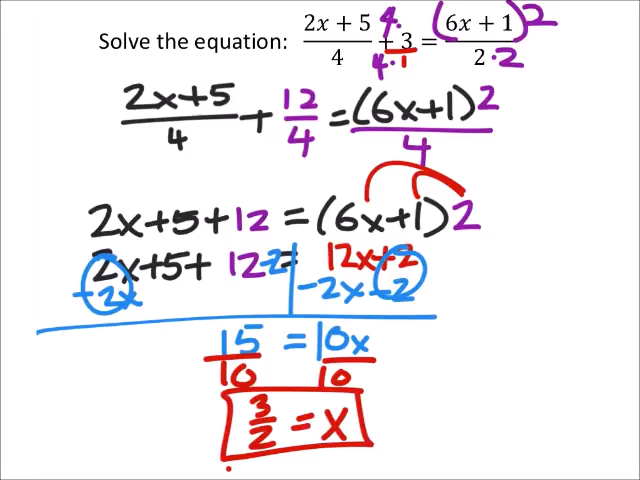 Solve the equation: (2x + 5)/4 4· + 3/4·1 = (6x + 1)2/2·2
2x+5/4 + 12/4 = (6x+1)2/4
2x+5+12 = (6x+1)2
2x+5+ 12-2 = 12x+2
-2x -2x -2
15 = 10x
10 10
3/2 = x